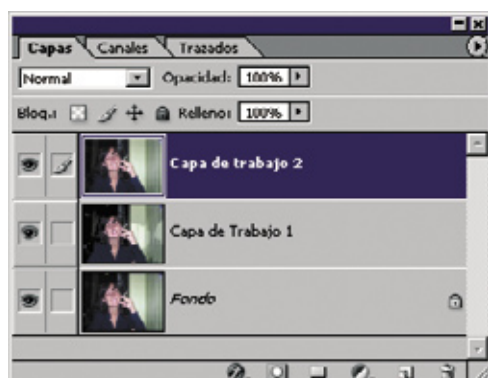 Capas Canales Trazados
Normal Opacidad: 100%
Bloq.: Relleno: 100%
Capa de trabajo 2
Capa de Trabajo 1
Fondo